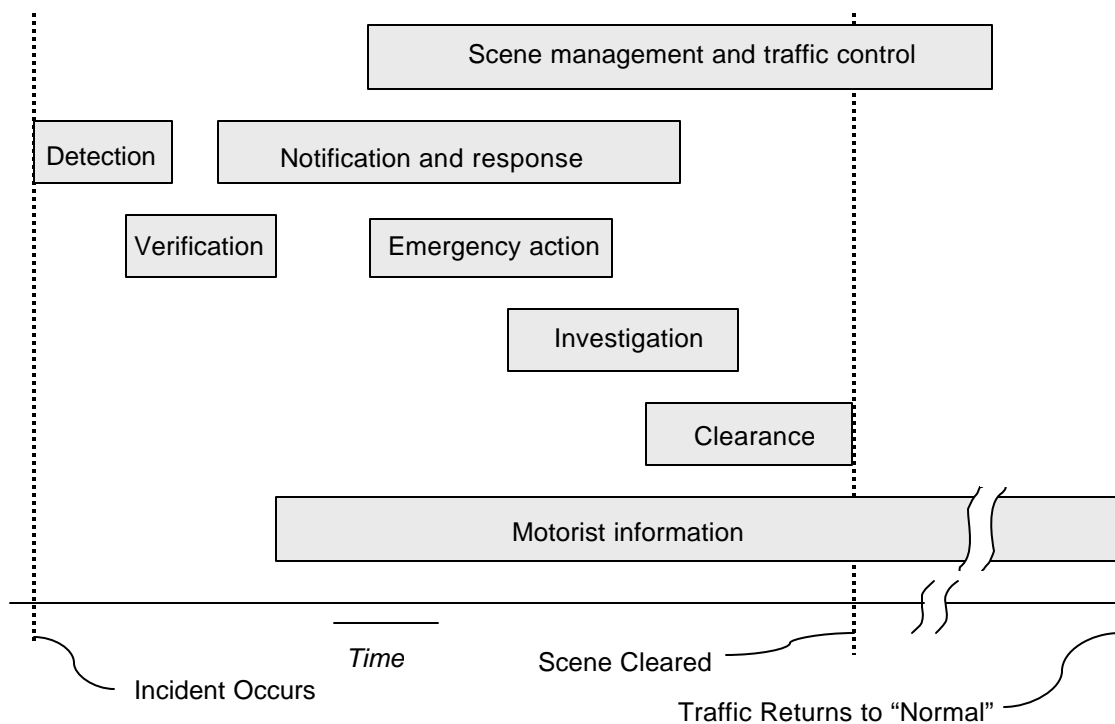 Scene management and traffic control
Detection
Notification and response
Verification
Emergency action
Investigation
Clearance
Motorist information
Time
Scene Cleared
Incident Occurs
Traffic Returns to “Normal”